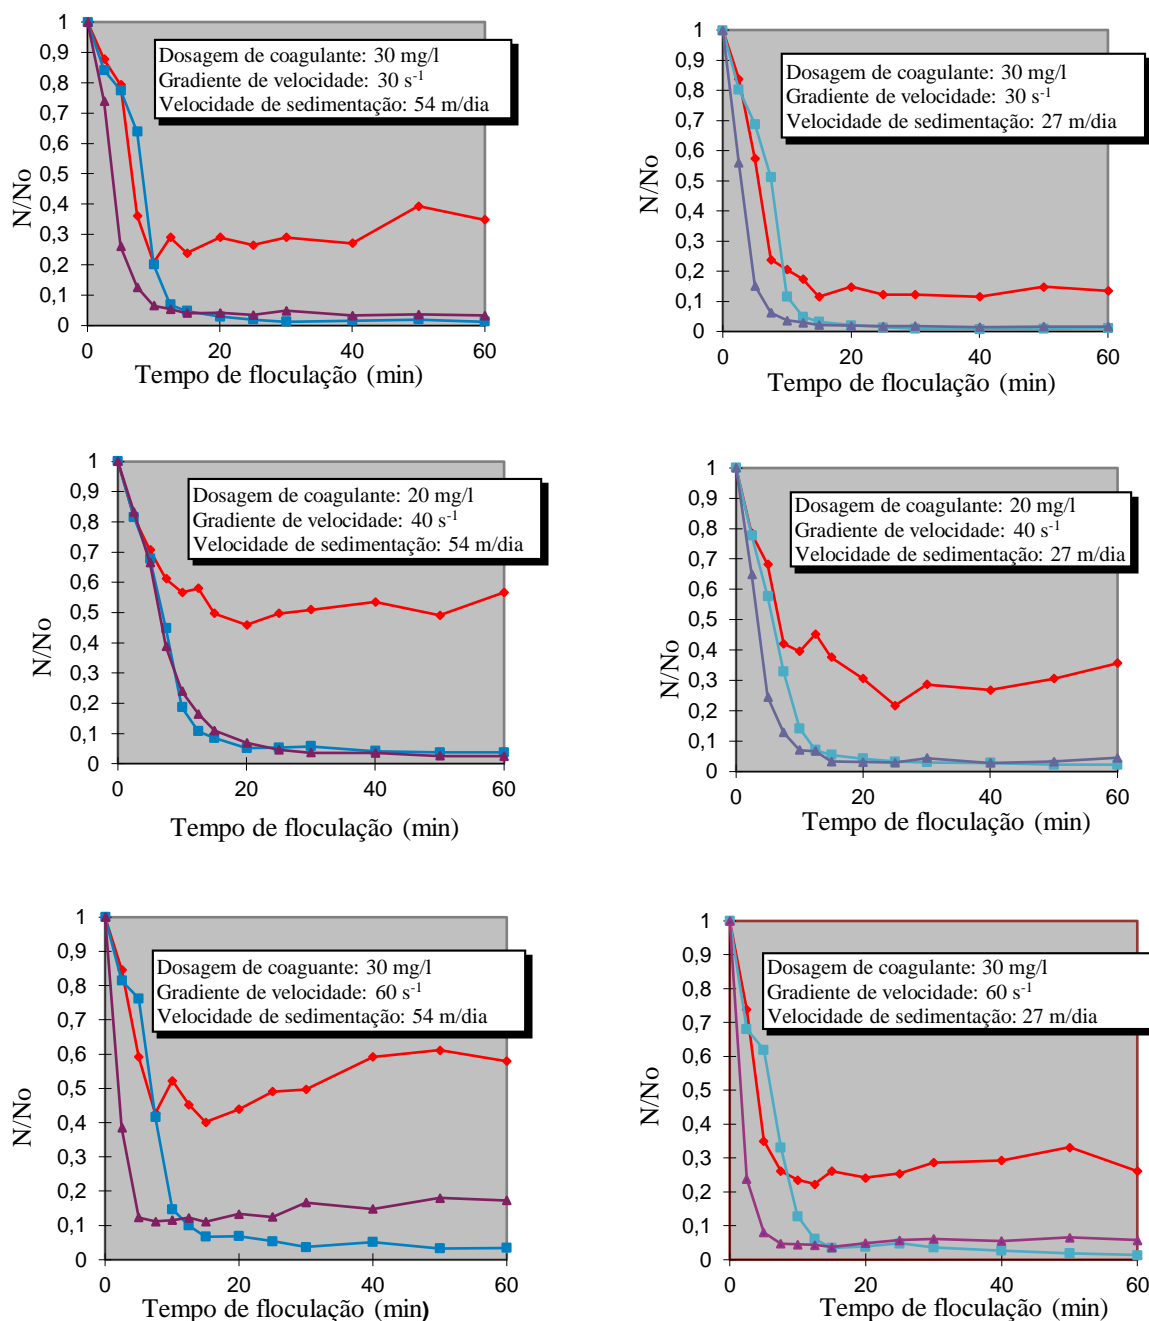 1
0,9
0,8
0,7
0,6
0,5
0,4
0,3
0,2
0,1
0
N/No
Dosagem de coagulante: 30 mg/l
Gradiente de velocidade: 30 s⁻¹
Velocidade de sedimentação: 54 m/dia
0 20 40 60
Tempo de floculação (min)
1
0,9
0,8
0,7
0,6
0,5
0,4
0,3
0,2
0,1
0
N/No
Dosagem de coagulante: 30 mg/l
Gradiente de velocidade: 30 s⁻¹
Velocidade de sedimentação: 27 m/dia
0 20 40 60
Tempo de floculação (min)
1
0,9
0,8
0,7
0,6
0,5
0,4
0,3
0,2
0,1
0
N/No
Dosagem de coagulante: 20 mg/l
Gradiente de velocidade: 40 s⁻¹
Velocidade de sedimentação: 54 m/dia
0 20 40 60
Tempo de floculação (min)
1
0,9
0,8
0,7
0,6
0,5
0,4
0,3
0,2
0,1
0
N/No
Dosagem de coagulante: 20 mg/l
Gradiente de velocidade: 40 s⁻¹
Velocidade de sedimentação: 27 m/dia
0 20 40 60
Tempo de floculação (min)
1
0,9
0,8
0,7
0,6
0,5
0,4
0,3
0,2
0,1
0
N/No
Dosagem de coaguante: 30 mg/l
Gradiente de velocidade: 60 s⁻¹
Velocidade de sedimentação: 54 m/dia
0 20 40 60
Tempo de floculação (min)
1
0,9
0,8
0,7
0,6
0,5
0,4
0,3
0,2
0,1
0
N/No
Dosagem de coagulante: 30 mg/l
Gradiente de velocidade: 60 s⁻¹
Velocidade de sedimentação: 27 m/dia
0 20 40 60
Tempo de floculação (min)